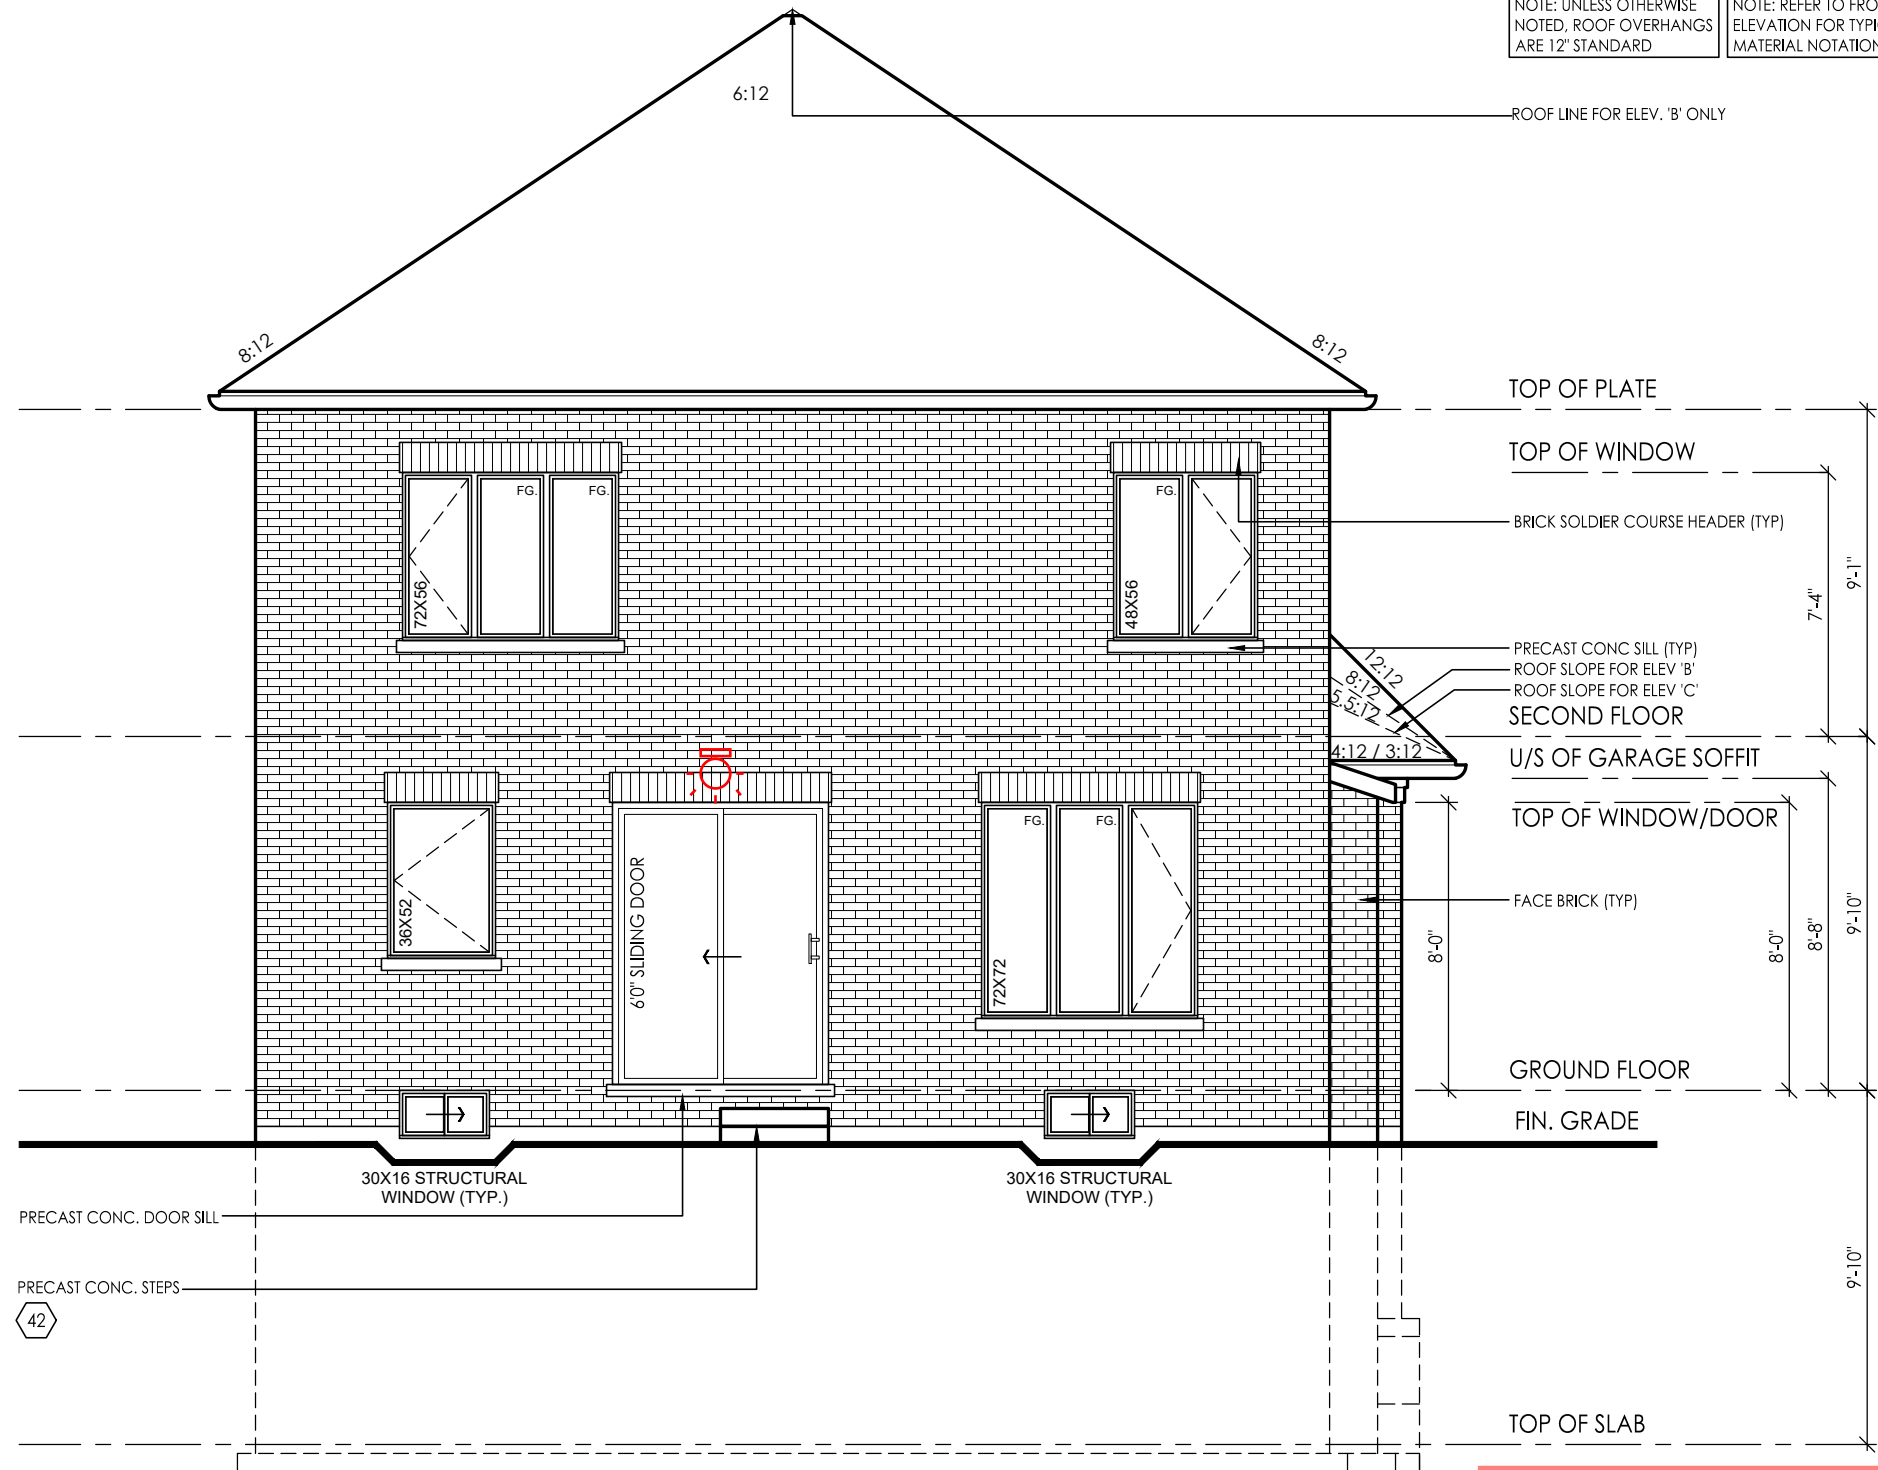 NOTE: UNLESS OTHERWISE
NOTED, ROOF OVERHANGS
ARE 12" STANDARD
NOTE: REFER TO FRO
ELEVATION FOR TYPI
MATERIAL NOTATION
6:12
ROOF LINE FOR ELEV. 'B' ONLY
8:12
8:12
TOP OF PLATE
TOP OF WINDOW
FG.
FG.
FG.
BRICK SOLDIER COURSE HEADER (TYP)
72X56
48X56
9'-1"
7'-4"
PRECAST CONC SILL (TYP)
ROOF SLOPE FOR ELEV 'B'
ROOF SLOPE FOR ELEV 'C'
12:12
8:12
5.5:12
SECOND FLOOR
4:12 / 3:12
U/S OF GARAGE SOFFIT
TOP OF WINDOW/DOOR
FG.
FG.
36X52
6'0" SLIDING DOOR
72X72
FACE BRICK (TYP)
8'-0"
8'-0"
8'-8"
9'-10"
GROUND FLOOR
FIN. GRADE
30X16 STRUCTURAL
WINDOW (TYP.)
30X16 STRUCTURAL
WINDOW (TYP.)
PRECAST CONC. DOOR SILL
PRECAST CONC. STEPS
42
9'-10"
TOP OF SLAB